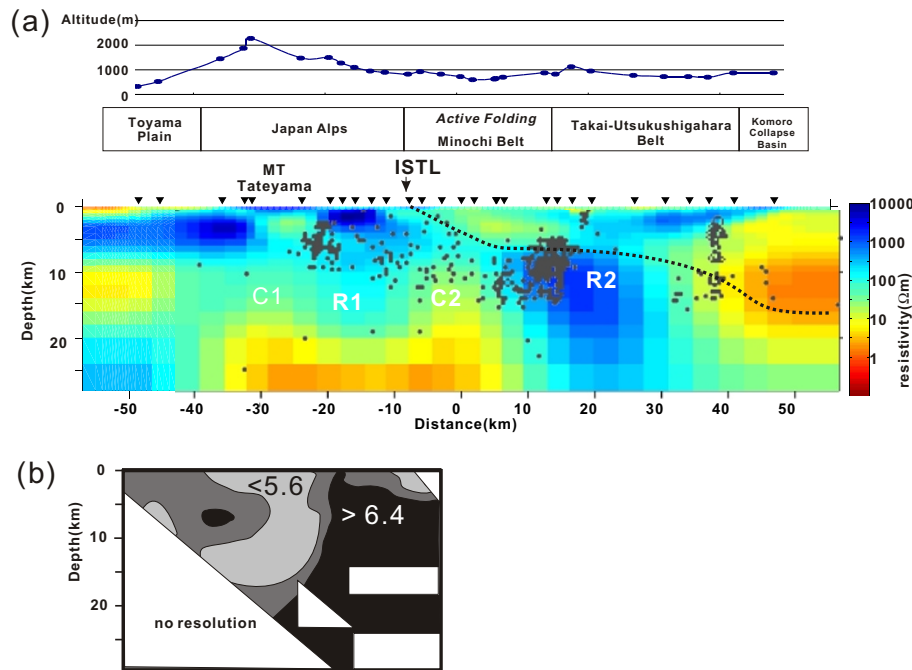 (a)
Altitude(m)
2000
1000
0
Toyama
Plain
Japan Alps
Active Folding
Minochi Belt
Takai-Utsukushigahara
Belt
Komoro
Collapse
Basin
MT
Tateyama
ISTL
0
10
20
Depth(km)
C1
R1
C2
R2
10000
1000
100
10
1
resistivity(Ωm)
-50 -40 -30 -20 -10 0 10 20 30 40 50
Distance(km)
(b)
0
10
20
Depth(km)
<5.6
> 6.4
no resolution